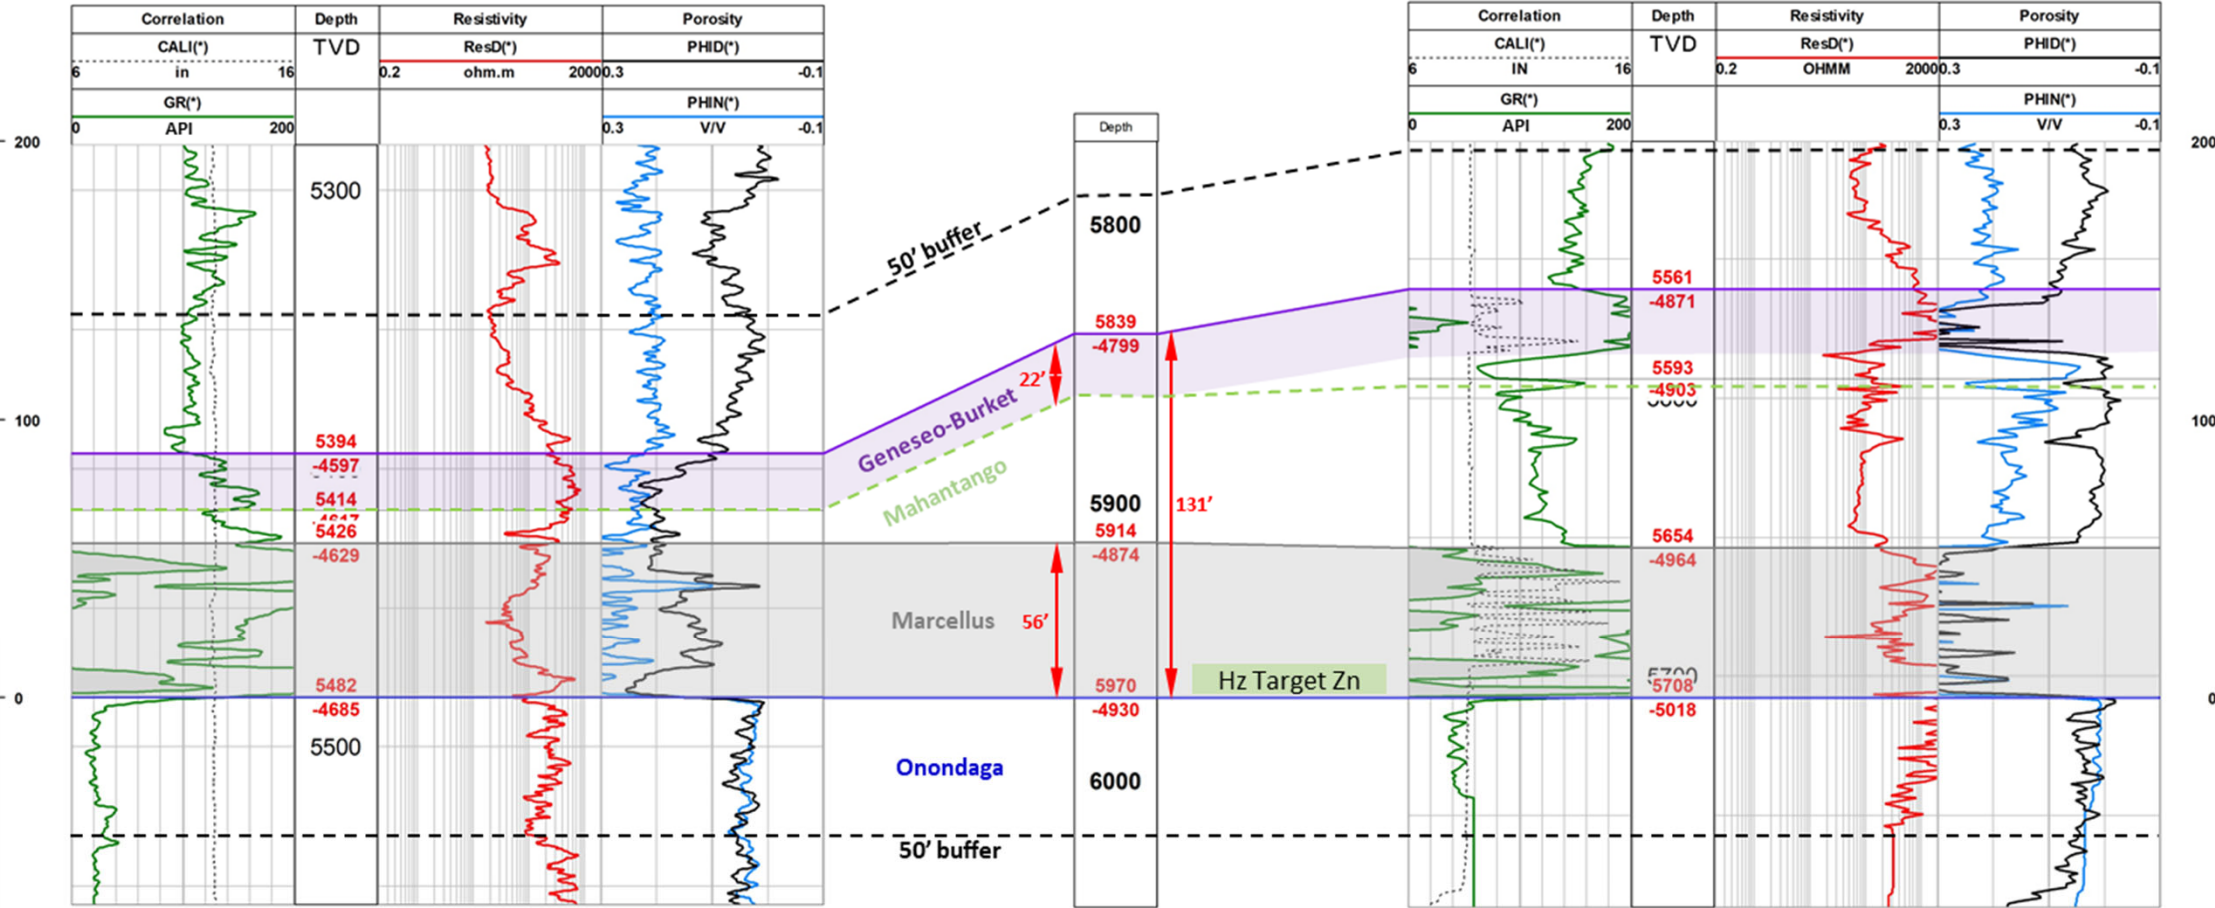 Correlation Depth Resistivity Porosity
CALI(*) TVD ResD(*) PHID(*)
6 in 16 0.2 ohm.m 2000 0.3 -0.1
GR(*) PHIN(*)
0 API 200 0.3 V/V -0.1
200
100
0
5300
5394
-4597
5414
-4617
5426
-4629
5482
-4685
5500
50' buffer
Geneseo-Burket
Mahantango
Marcellus
Onondaga
50' buffer
22'
56'
131'
Hz Target Zn
Depth
5800
5839
-4799
5900
5914
-4874
5970
-4930
6000
Correlation Depth Resistivity Porosity
CALI(*) TVD ResD(*) PHID(*)
6 IN 16 0.2 OHMM 2000 0.3 -0.1
GR(*) PHIN(*)
0 API 200 0.3 V/V -0.1
5561
-4871
5593
-4903
5654
-4964
5700
5708
-5018
200
100
0